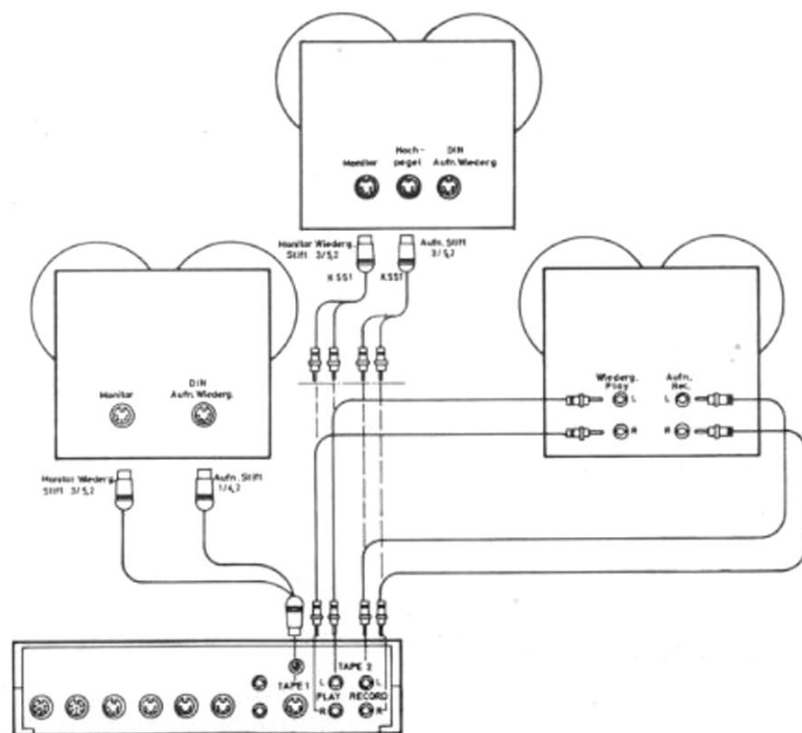 Monitor
Hoch-
pegel
DIN
Aufn.Wiederg
Monitor Wiederg.
Stift 3/5,2
Aufn. Stift
3/5,2
KSS1
KSS1
Monitor
DIN
Aufn.Wiederg.
Wiederg.
Play
Aufn.
Rec.
L
L
R
R
Monitor Wiederg.
Stift 3/5,2
Aufn. Stift
1/4,2
TAPE 2
TAPE 1
L
L
PLAY
RECORD
R
R